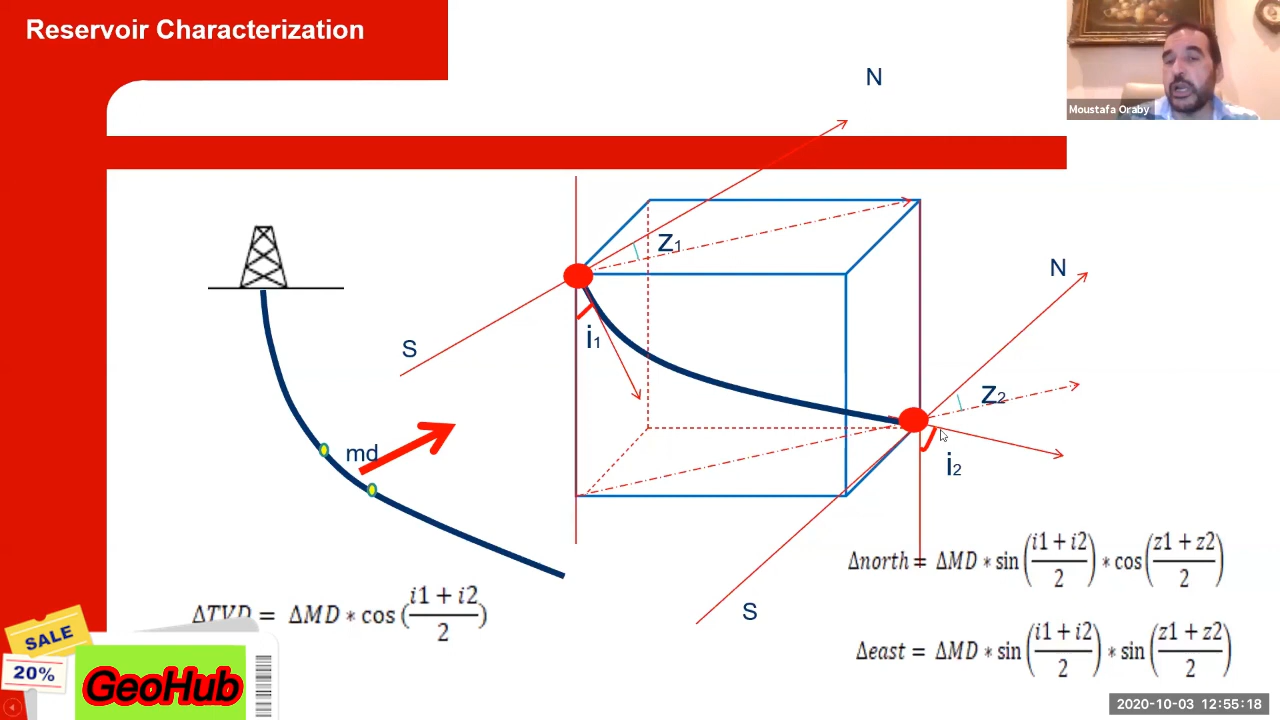 Reservoir Characterization
Moustafa Oraby
N
Z1
N
i1
S
Z2
md
i2
Δnorth = ΔMD * sin((i1 + i2)/2) * cos((z1 + z2)/2)
ΔTVD = ΔMD * cos ((i1 + i2)/2)
S
Δeast = ΔMD * sin((i1 + i2)/2) * sin((z1 + z2)/2)
SALE
20%
GeoHub
2020-10-03 12:55:18